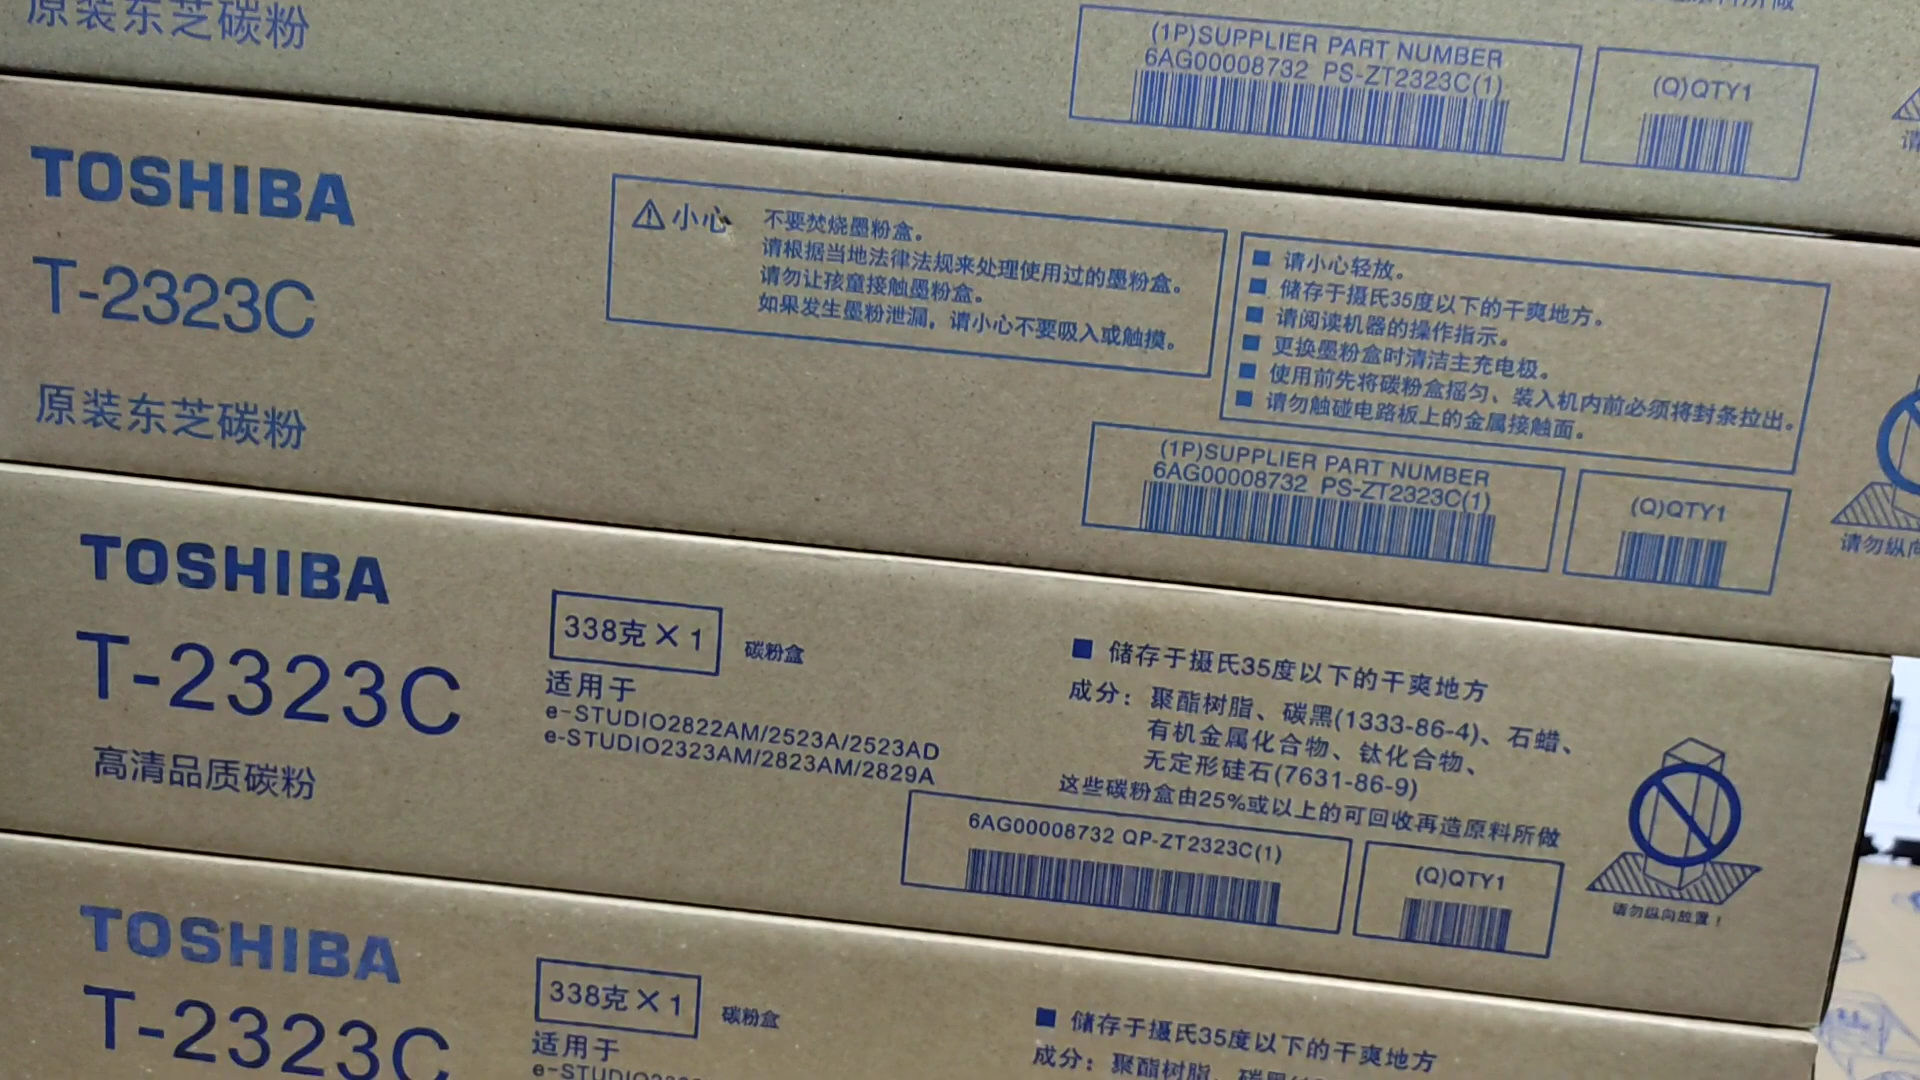 原装东芝碳粉
(1P)SUPPLIER PART NUMBER
6AG00008732 PS-ZT2323C(1)
(Q)QTY1
请
TOSHIBA
T-2323C
原装东芝碳粉
小心
不要焚烧墨粉盒。
请根据当地法律法规来处理使用过的墨粉盒。
请勿让孩童接触墨粉盒。
如果发生墨粉泄漏，请小心不要吸入或触摸。
■ 请小心轻放。
■ 储存于摄氏35度以下的干爽地方。
■ 请阅读机器的操作指示。
■ 更换墨粉盒时清洁主充电极。
■ 使用前先将碳粉盒摇匀、装入机内前必须将封条拉出。
■ 请勿触碰电路板上的金属接触面。
(1P)SUPPLIER PART NUMBER
6AG00008732 PS-ZT2323C(1)
(Q)QTY1
请勿纵向
TOSHIBA
T-2323C
高清品质碳粉
338克×1
碳粉盒
适用于
e-STUDIO2822AM/2523A/2523AD
e-STUDIO2323AM/2823AM/2829A
■ 储存于摄氏35度以下的干爽地方
成分：聚酯树脂、碳黑(1333-86-4)、石蜡、
有机金属化合物、钛化合物、
无定形硅石(7631-86-9)
这些碳粉盒由25%或以上的可回收再造原料所做
6AG00008732 QP-ZT2323C(1)
(Q)QTY1
请勿纵向放置！
TOSHIBA
T-2323C
338克×1
碳粉盒
适用于
■ 储存于摄氏35度以下的干爽地方
成分：聚酯树脂、碳黑